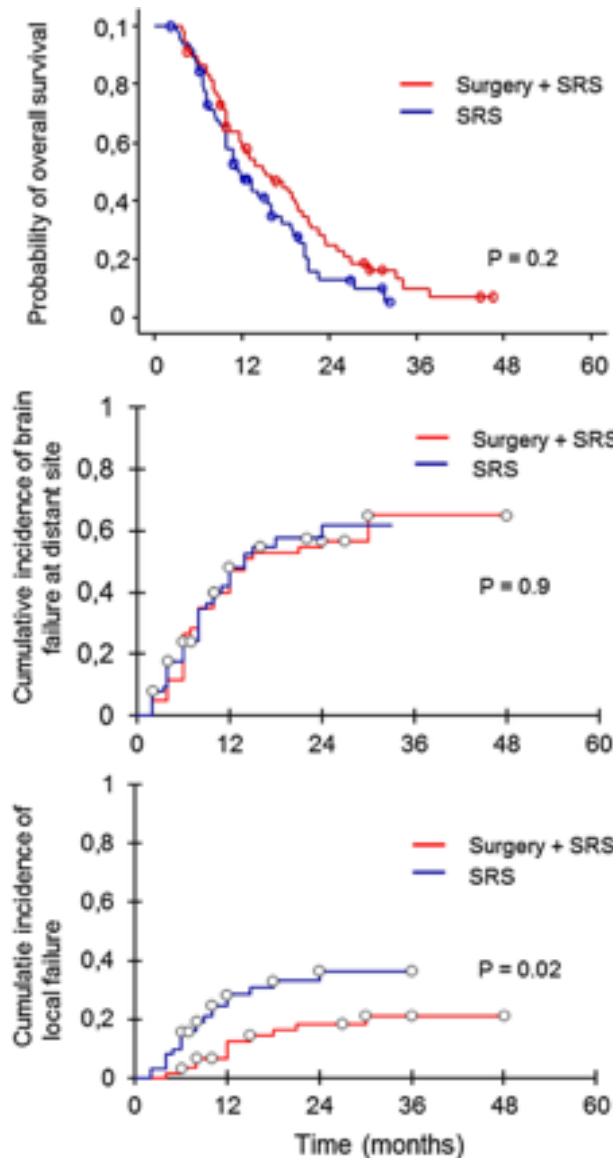 Probability of overall survival
0,1
0,8
0,6
0,4
0,2
0
Surgery + SRS
SRS
P = 0.2
0 12 24 36 48 60
Cumulative incidence of brain
failure at distant site
1
0,8
0,6
0,4
0,2
0
Surgery + SRS
SRS
P = 0.9
0 12 24 36 48 60
Cumulatie incidence of
local failure
1
0,8
0,6
0,4
0,2
0
Surgery + SRS
SRS
P = 0.02
0 12 24 36 48 60
Time (months)